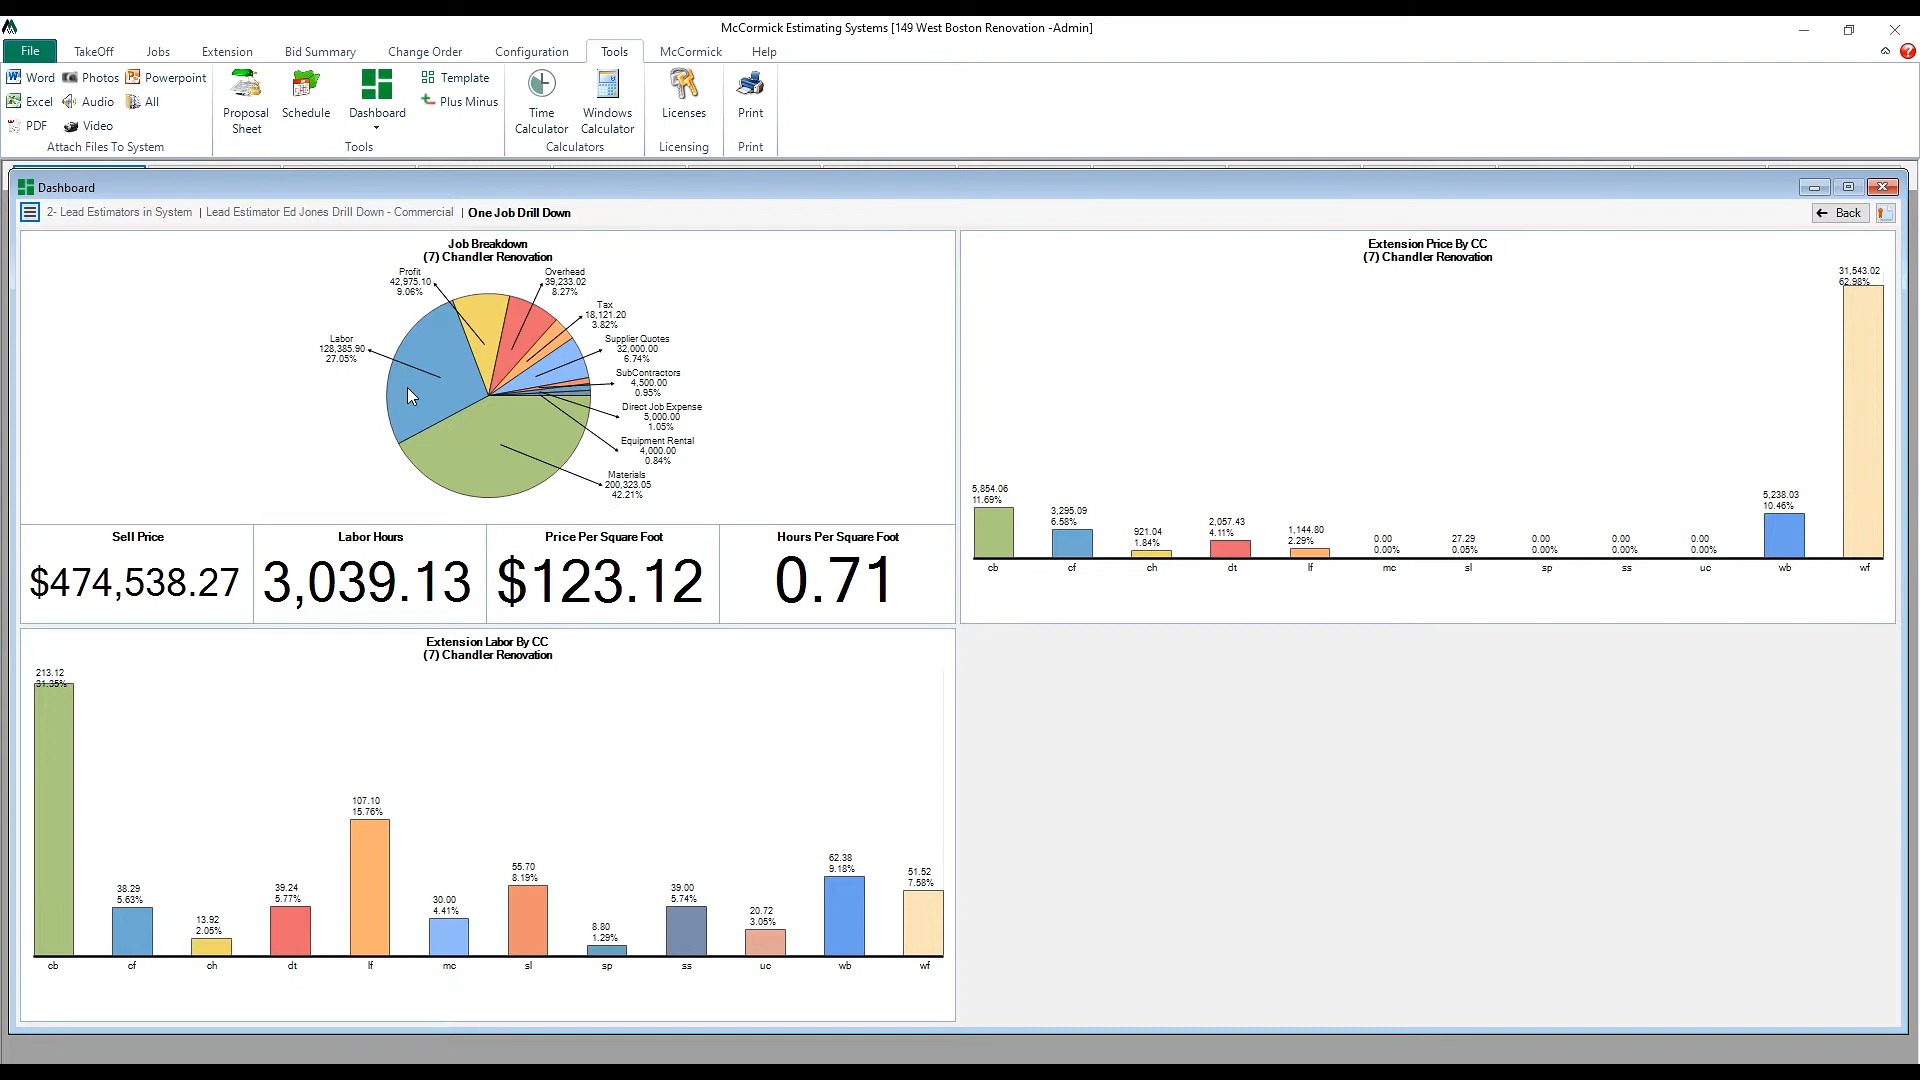 McCormick Estimating Systems [149 West Boston Renovation -Admin]
File TakeOff Jobs Extension Bid Summary Change Order Configuration Tools McCormick Help
Word Photos Powerpoint
Excel Audio All
PDF Video
Attach Files To System
Proposal Sheet
Schedule
Dashboard
Template
Plus Minus
Tools
Time Calculator
Windows Calculator
Calculators
Licenses
Licensing
Print
Print
Dashboard
2- Lead Estimators in System | Lead Estimator Ed Jones Drill Down - Commercial | One Job Drill Down
Back
Job Breakdown
(7) Chandler Renovation
Profit
42,975.10
9.06%
Overhead
39,233.02
8.27%
Tax
18,121.20
3.82%
Labor
128,385.90
27.05%
Supplier Quotes
32,000.00
6.74%
SubContractors
4,500.00
0.95%
Direct Job Expense
5,000.00
1.05%
Equipment Rental
4,000.00
0.84%
Materials
200,323.05
42.21%
Sell Price
$474,538.27
Labor Hours
3,039.13
Price Per Square Foot
$123.12
Hours Per Square Foot
0.71
Extension Price By CC
(7) Chandler Renovation
5,854.06
11.69%
3,295.09
6.58%
921.04
1.84%
2,057.43
4.11%
1,144.80
2.29%
0.00
0.00%
27.29
0.05%
0.00
0.00%
0.00
0.00%
0.00
0.00%
5,238.03
10.46%
31,543.02
62.98%
cb cf ch dt lf mc sl sp ss uc wb wf
Extension Labor By CC
(7) Chandler Renovation
213.12
31.35%
38.29
5.63%
13.92
2.05%
39.24
5.77%
107.10
15.76%
30.00
4.41%
55.70
8.19%
8.80
1.29%
39.00
5.74%
20.72
3.05%
62.38
9.18%
51.52
7.58%
cb cf ch dt lf mc sl sp ss uc wb wf